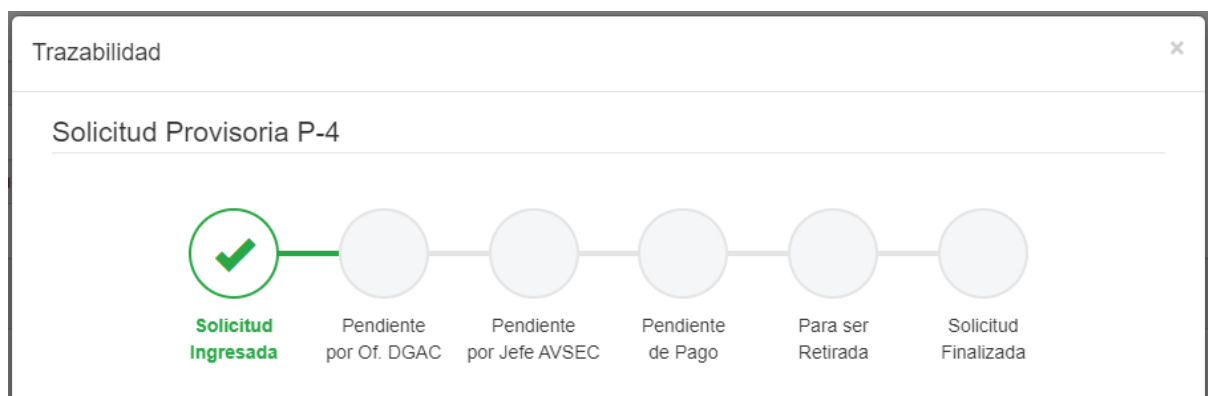 Trazabilidad
×
Solicitud Provisoria P-4
Solicitud
Ingresada
Pendiente
por Of. DGAC
Pendiente
por Jefe AVSEC
Pendiente
de Pago
Para ser
Retirada
Solicitud
Finalizada